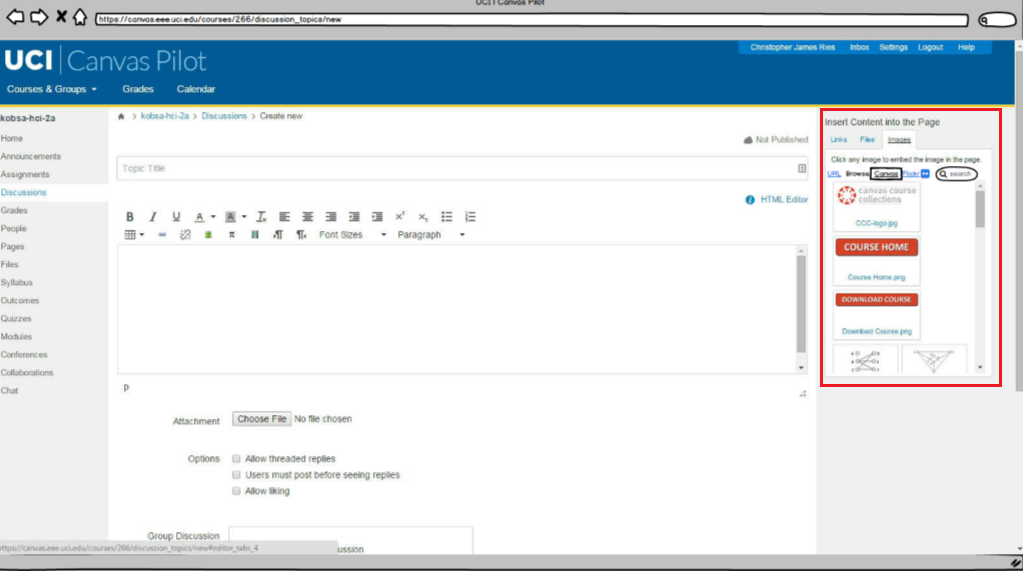 UCI | Canvas Pilot
https://canvas.eee.uci.edu/courses/266/discussion_topics/new
UCI Canvas Pilot
Christopher James Ries Inbox Settings Logout Help
Courses & Groups Grades Calendar
kobsa-hci-2a
Home
Announcements
Assignments
Discussions
Grades
People
Pages
Files
Syllabus
Outcomes
Quizzes
Modules
Conferences
Collaborations
Chat
> kobsa-hci-2a > Discussions > Create new
Not Published
Topic Title
HTML Editor
B I U A A
Font Sizes Paragraph
p
Attachment Choose File No file chosen
Options Allow threaded replies
Users must post before seeing replies
Allow liking
Group Discussion
ussion
https://canvas.eee.uci.edu/courses/266/discussion_topics/new#editor_tabs_4
Insert Content into the Page
Links Files Images
Click any image to embed the image in the page.
URL Browse Canvas Flickr search
canvas course
collections
CCC-logo.jpg
COURSE HOME
Course Home.png
DOWNLOAD COURSE
Download Course.png